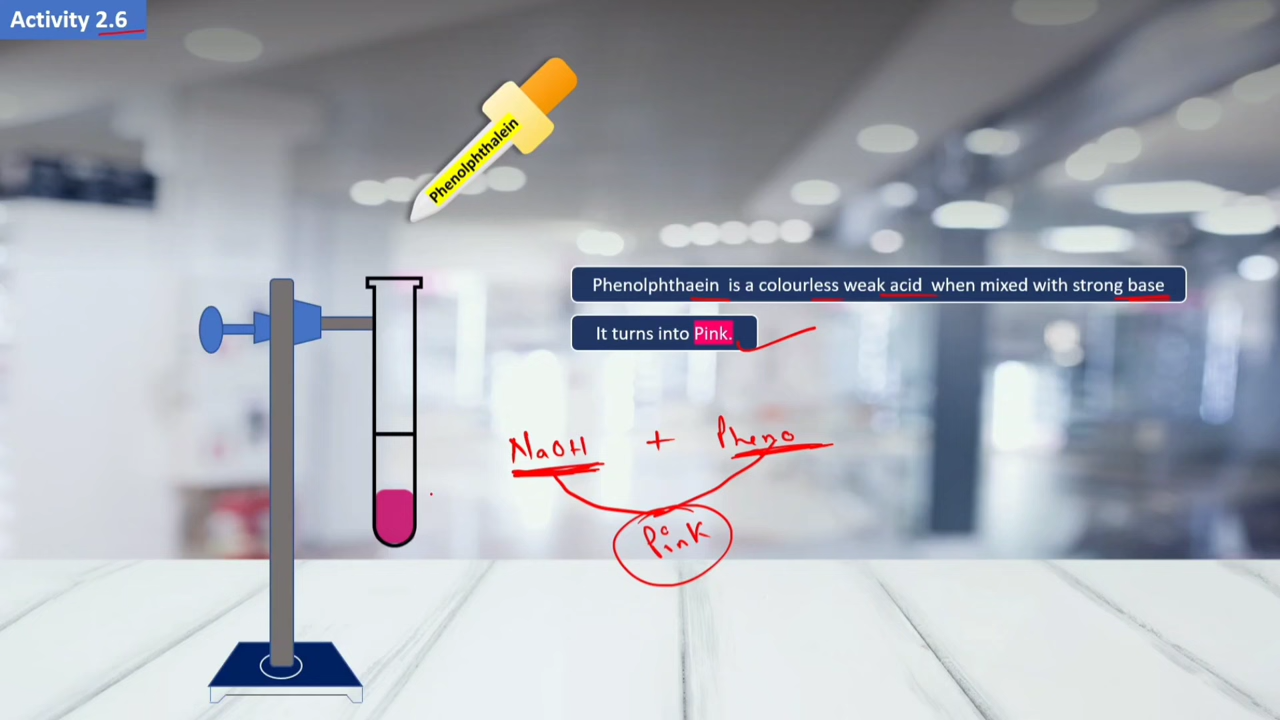 Activity 2.6
Phenolphthalein
Phenolphthaein is a colourless weak acid when mixed with strong base
It turns into Pink.
NaOH + Pheno
Pink